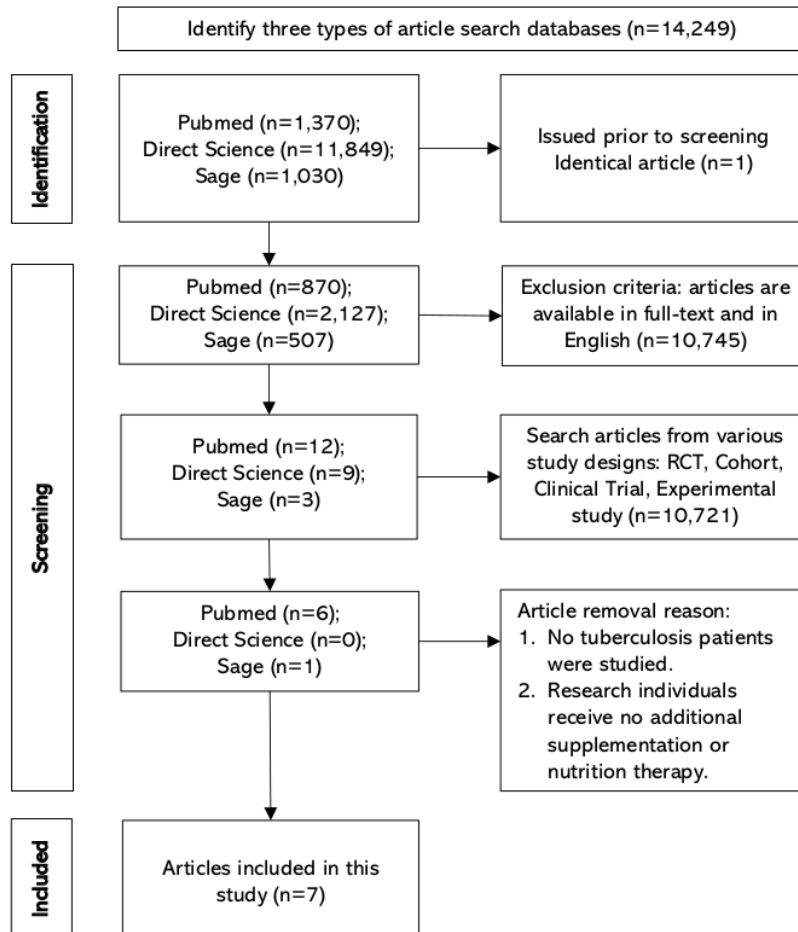 Identify three types of article search databases (n=14,249)
Identification
Pubmed (n=1,370);
Direct Science (n=11,849);
Sage (n=1,030)
Issued prior to screening
Identical article (n=1)
Screening
Pubmed (n=870);
Direct Science (n=2,127);
Sage (n=507)
Exclusion criteria: articles are
available in full-text and in
English (n=10,745)
Pubmed (n=12);
Direct Science (n=9);
Sage (n=3)
Search articles from various
study designs: RCT, Cohort,
Clinical Trial, Experimental
study (n=10,721)
Pubmed (n=6);
Direct Science (n=0);
Sage (n=1)
Article removal reason:
1. No tuberculosis patients
were studied.
2. Research individuals
receive no additional
supplementation or
nutrition therapy.
Included
Articles included in this
study (n=7)